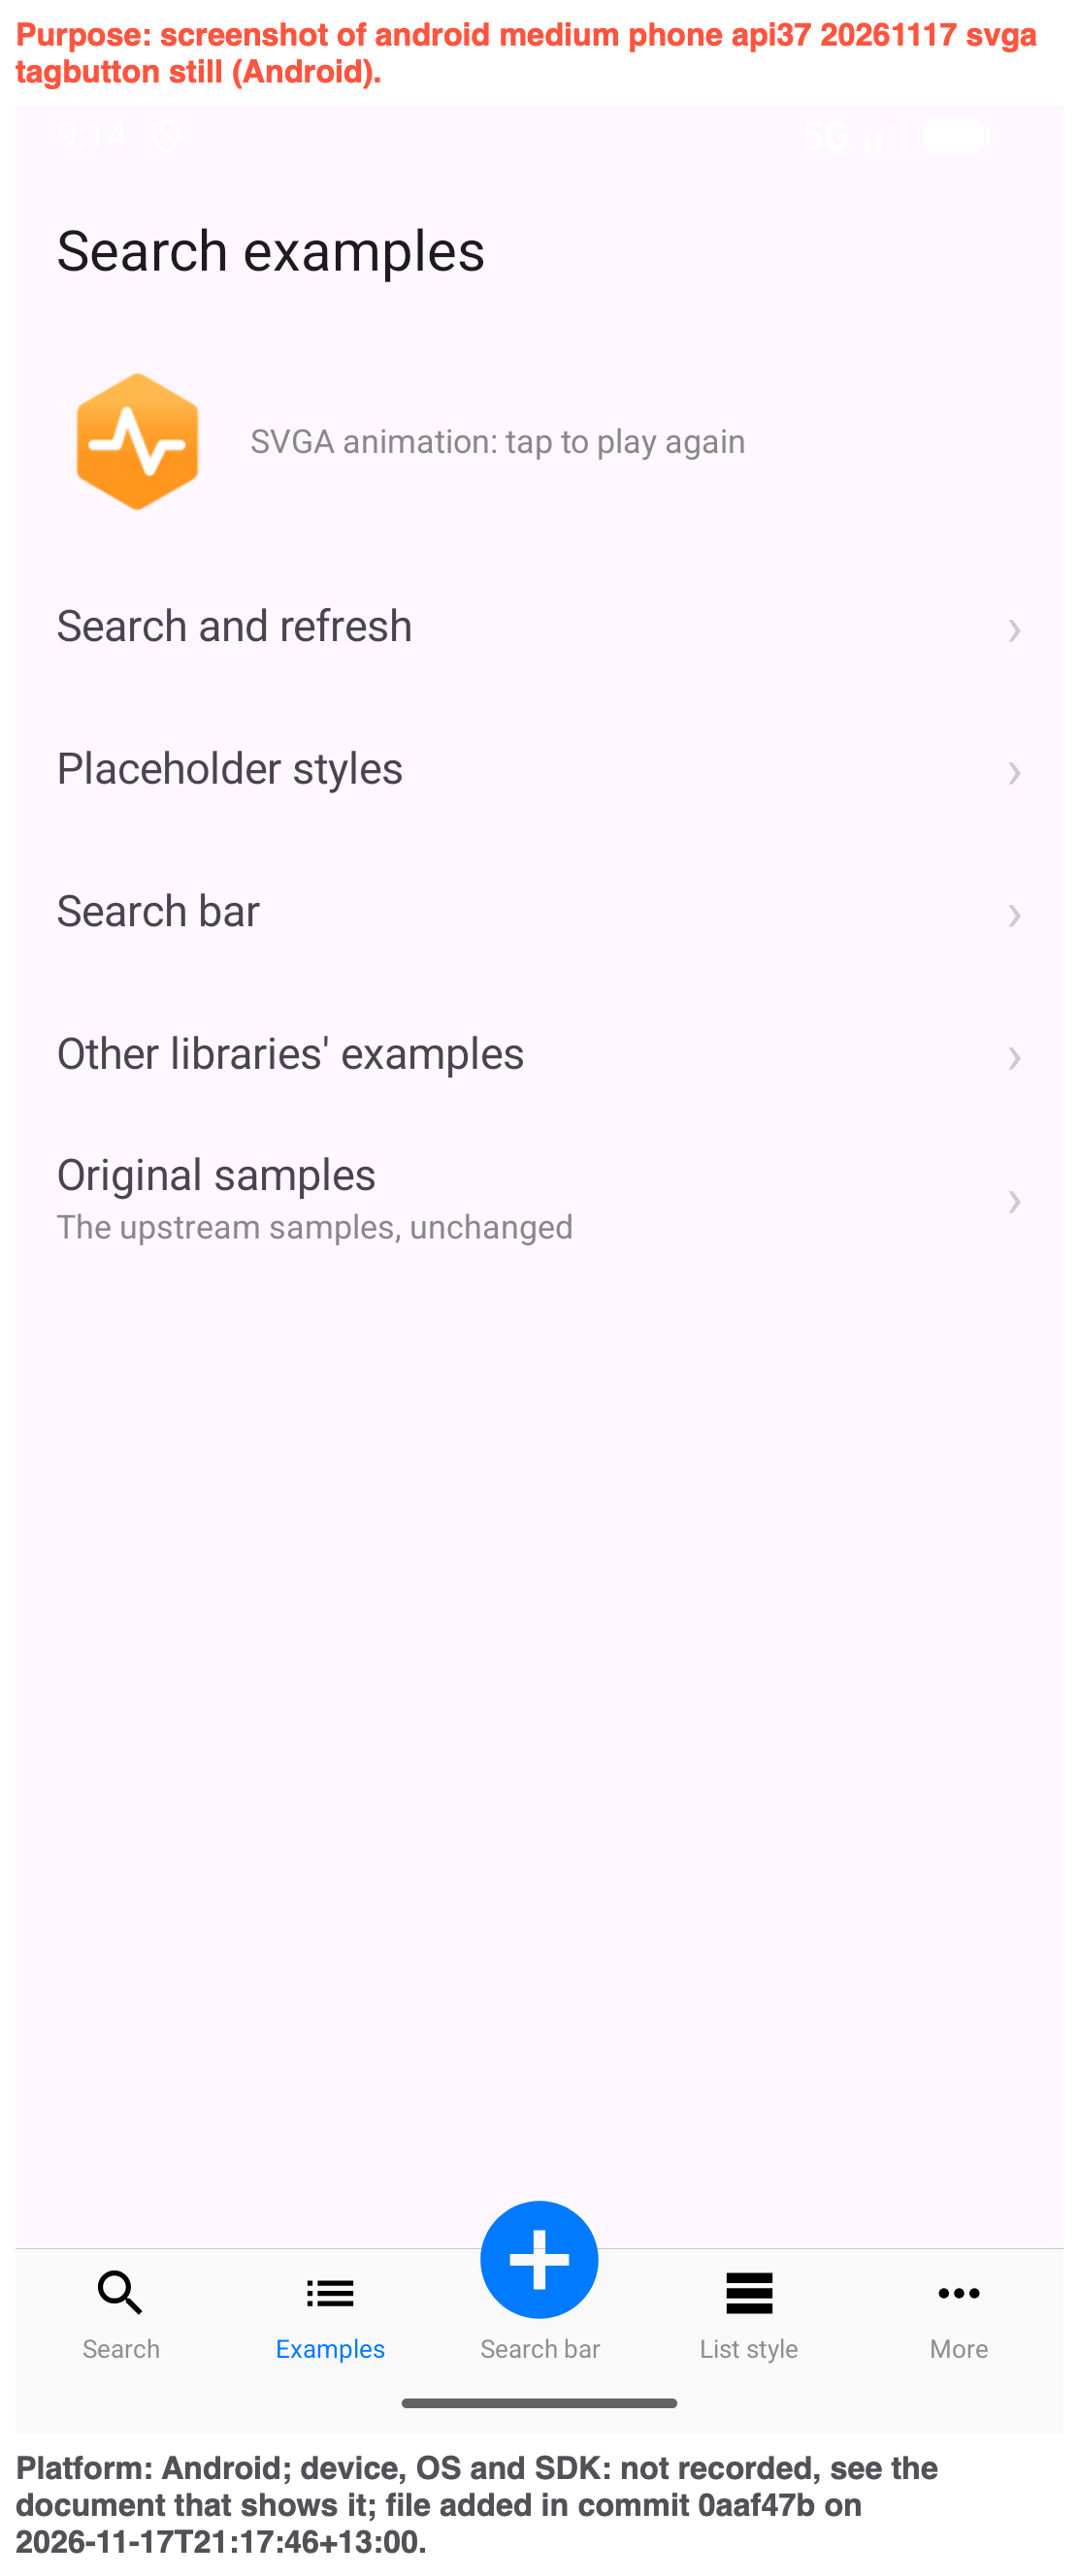 Purpose: screenshot of android medium phone api37 20261117 svga
tagbutton still (Android).
9:14
5G
Search examples
SVGA animation: tap to play again
Search and refresh
Placeholder styles
Search bar
Other libraries' examples
Original samples
The upstream samples, unchanged
Search
Examples
Search bar
List style
More
Platform: Android; device, OS and SDK: not recorded, see the
document that shows it; file added in commit 0aaf47b on
2026-11-17T21:17:46+13:00.